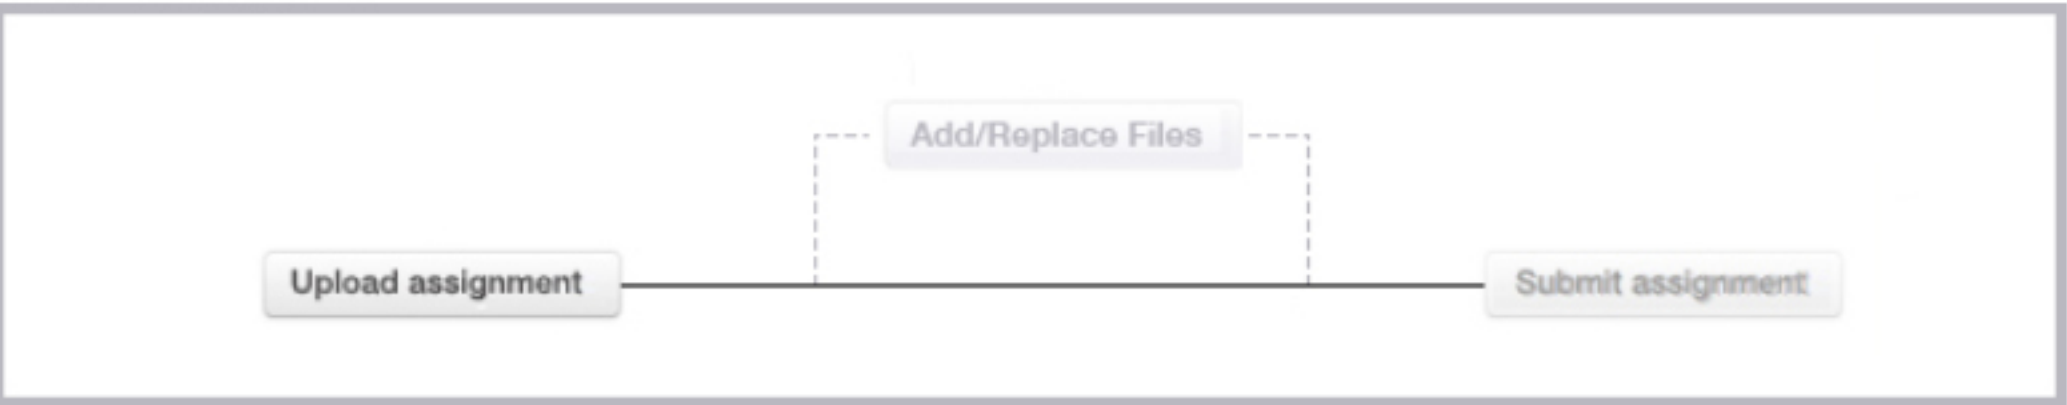 Add/Replace Files
Upload assignment
Submit assignment